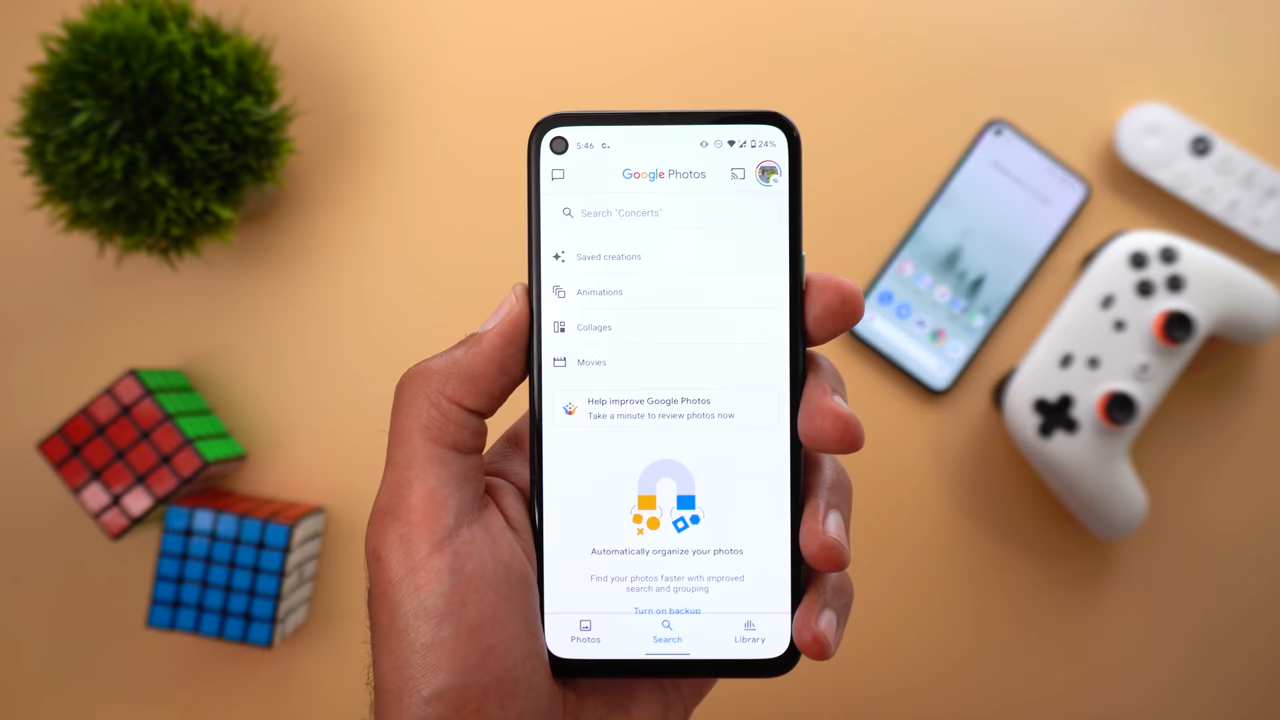 5:46
24%
Google Photos
Search "Concerts"
Saved creations
Animations
Collages
Movies
Help improve Google Photos
Take a minute to review photos now
Automatically organize your photos
Find your photos faster with improved
search and grouping
Turn on backup
Photos
Search
Library